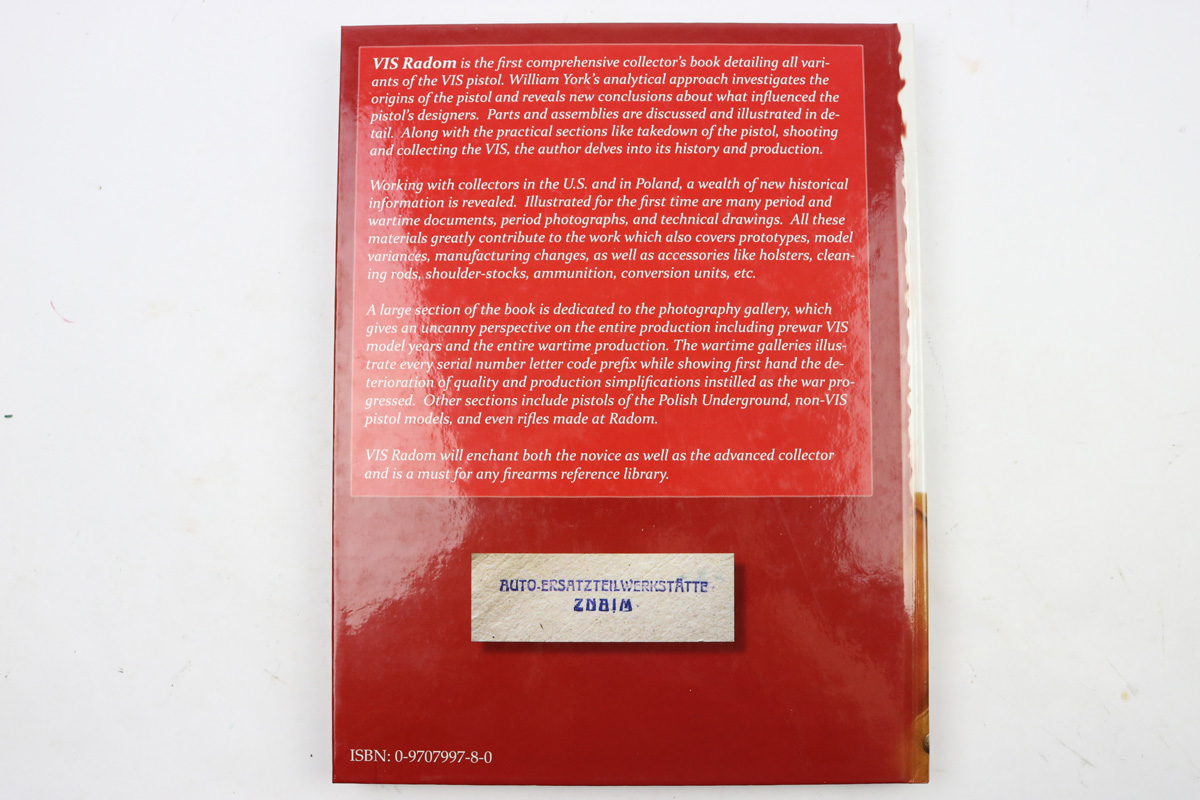 VIS Radom is the first comprehensive collector's book detailing all vari-
ants of the VIS pistol. William York's analytical approach investigates the
origins of the pistol and reveals new conclusions about what influenced the
pistol's designers. Parts and assemblies are discussed and illustrated in de-
tail. Along with the practical sections like takedown of the pistol, shooting
and collecting the VIS, the author delves into its history and production.
Working with collectors in the U.S. and in Poland, a wealth of new historical
information is revealed. Illustrated for the first time are many period and
wartime documents, period photographs, and technical drawings. All these
materials greatly contribute to the work which also covers prototypes, model
variances, manufacturing changes, as well as accessories like holsters, clean-
ing rods, shoulder-stocks, ammunition, conversion units, etc.
A large section of the book is dedicated to the photography gallery, which
gives an uncanny perspective on the entire production including prewar VIS
model years and the entire wartime production. The wartime galleries illus-
trate every serial number letter code prefix while showing first hand the de-
terioration of quality and production simplifications instilled as the war pro-
gressed. Other sections include pistols of the Polish Underground, non-VIS
pistol models, and even rifles made at Radom.
VIS Radom will enchant both the novice as well as the advanced collector
and is a must for any firearms reference library.
AUTO-ERSATZTEILWERKSTÄTTE
ZNAIM
ISBN: 0-9707997-8-0